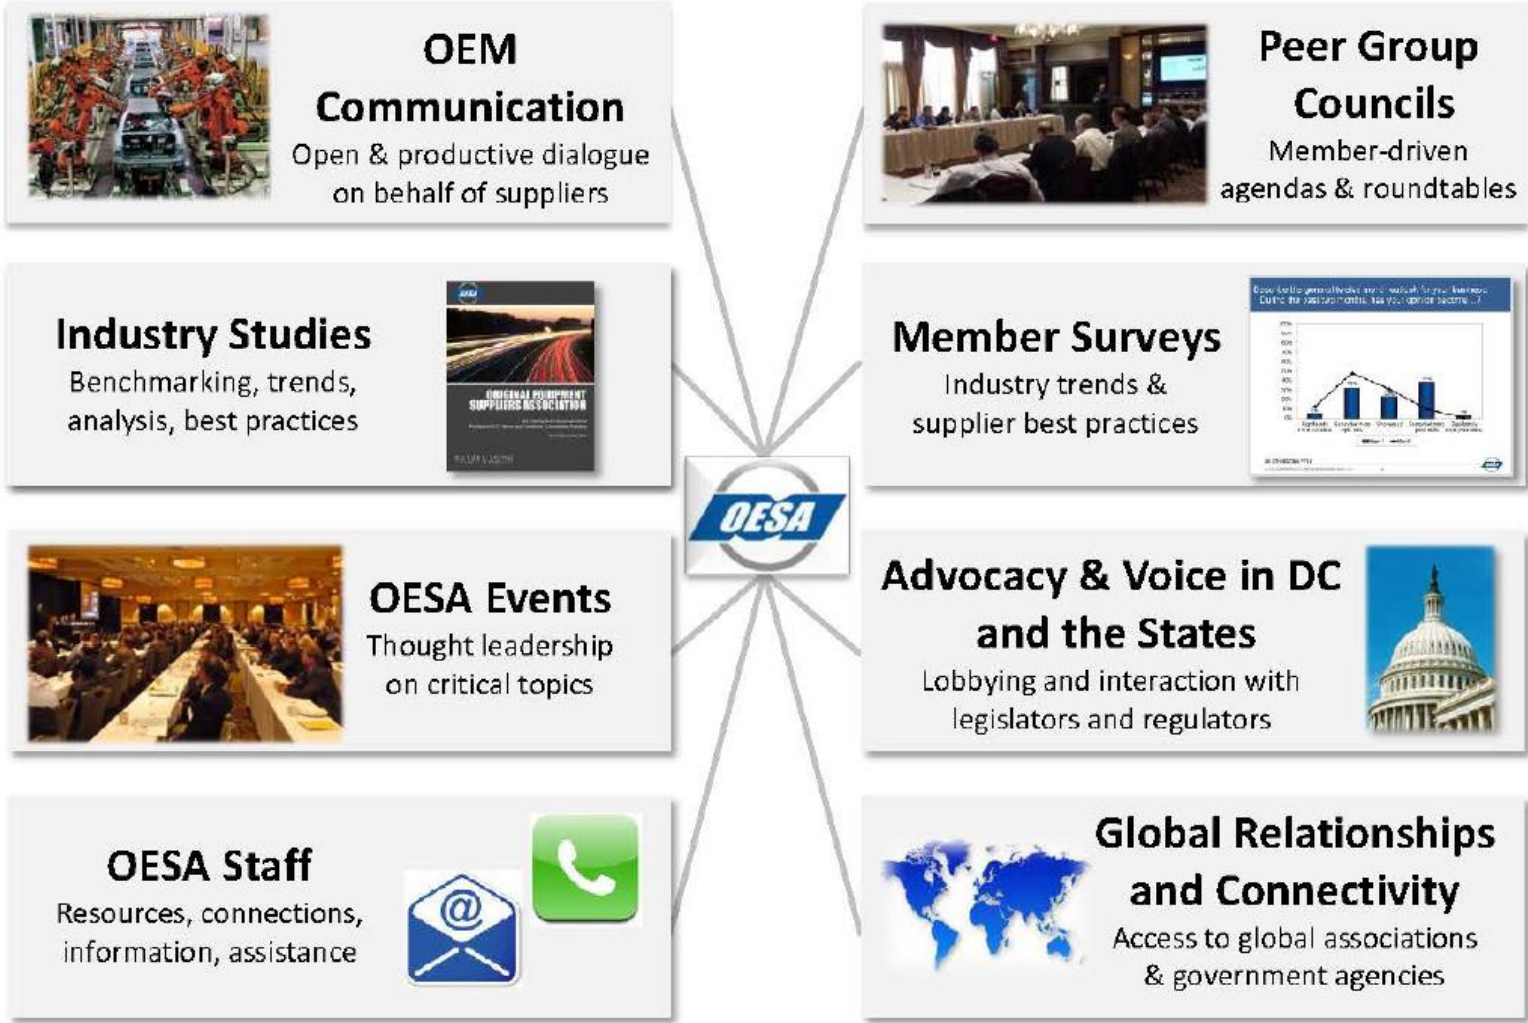 OEM
Communication
Open & productive dialogue
on behalf of suppliers
Peer Group
Councils
Member-driven
agendas & roundtables
Industry Studies
Benchmarking, trends,
analysis, best practices
OESA
ORIGINAL EQUIPMENT
SUPPLIERS ASSOCIATION
Member Surveys
Industry trends &
supplier best practices
OESA
OESA
OESA Events
Thought leadership
on critical topics
Advocacy & Voice in DC
and the States
Lobbying and interaction with
legislators and regulators
OESA Staff
Resources, connections,
information, assistance
@
Global Relationships
and Connectivity
Access to global associations
& government agencies